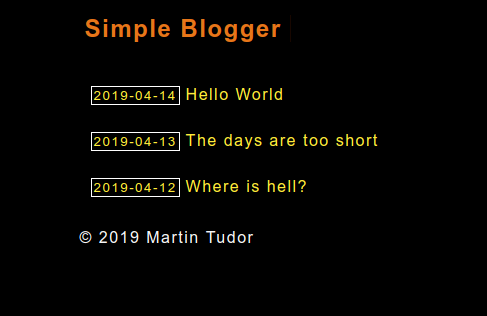 Simple Blogger
2019-04-14 Hello World
2019-04-13 The days are too short
2019-04-12 Where is hell?
© 2019 Martin Tudor